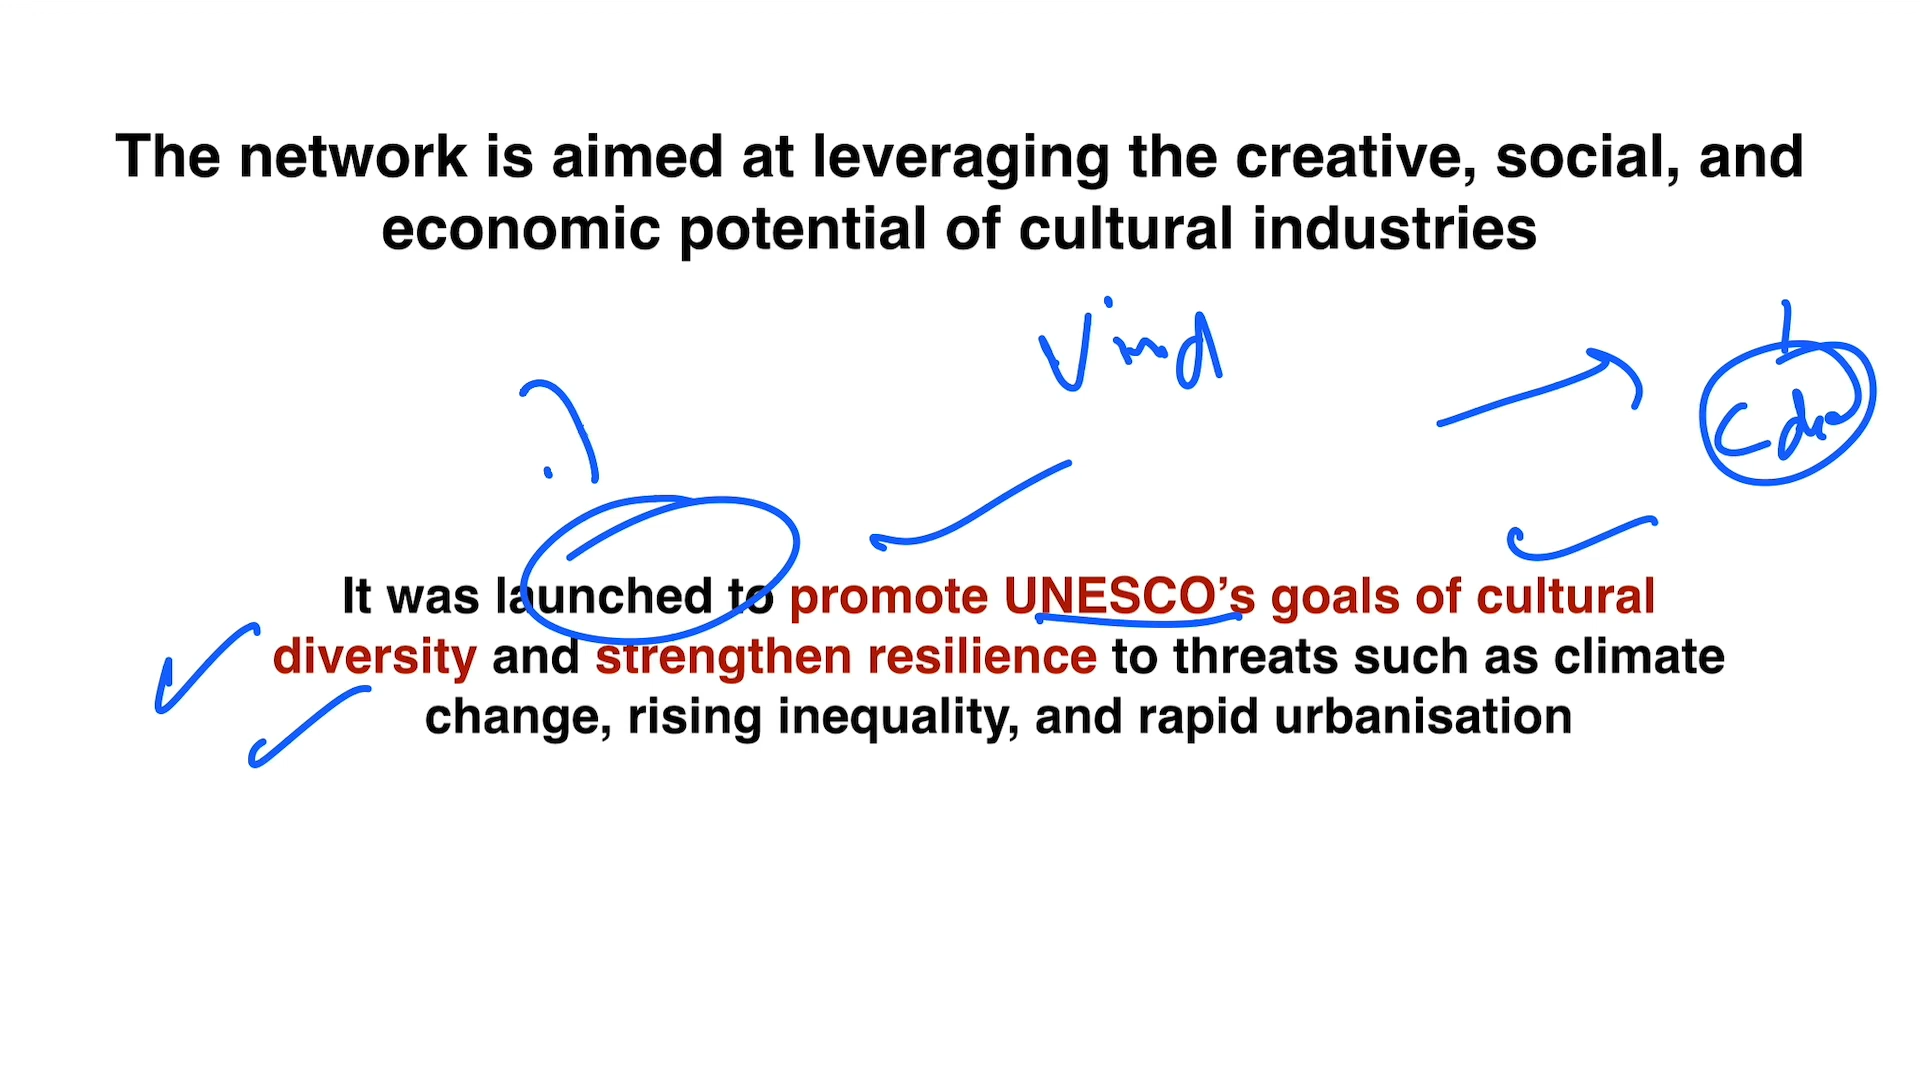 The network is aimed at leveraging the creative, social, and
economic potential of cultural industries
It was launched to promote UNESCO’s goals of cultural
diversity and strengthen resilience to threats such as climate
change, rising inequality, and rapid urbanisation